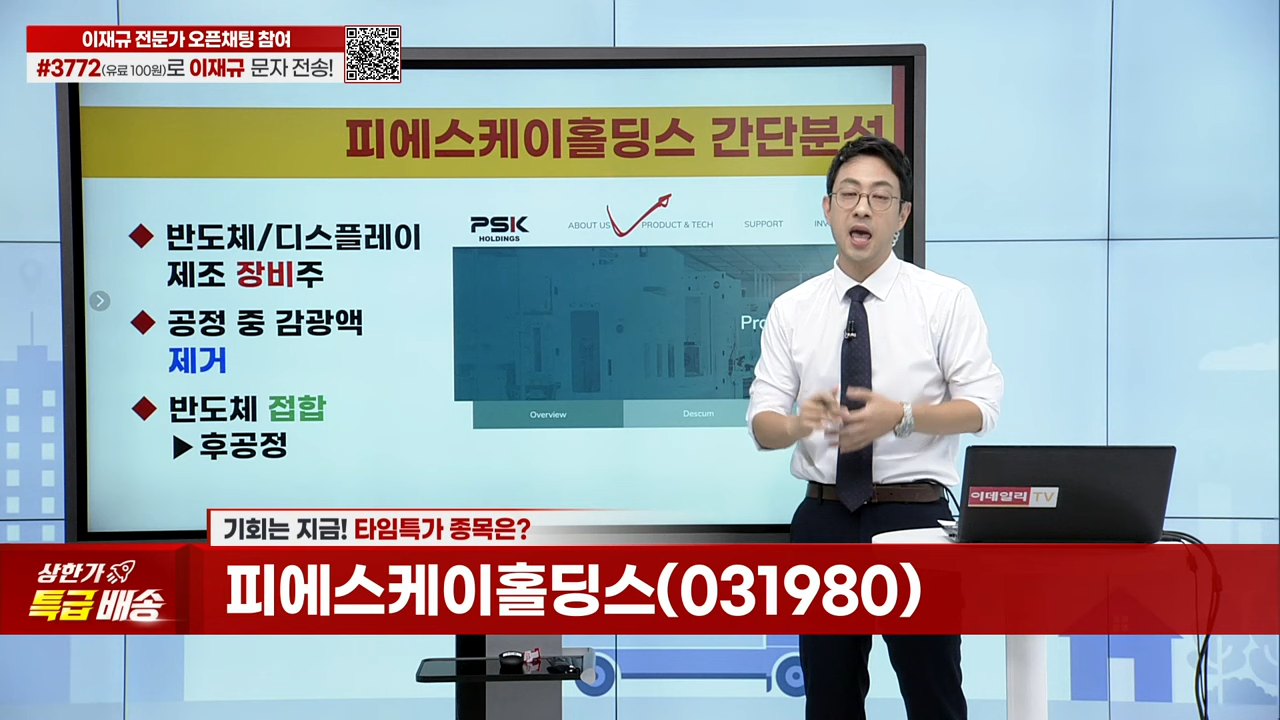 이재규 전문가 오픈채팅 참여
#3772(유료 100원)로 이재규 문자 전송!
피에스케이홀딩스 간단분석
◆ 반도체/디스플레이
제조 장비주
◆ 공정 중 감광액
제거
◆ 반도체 접합
▶후공정
PSK
HOLDINGS
ABOUT US
PRODUCT & TECH
SUPPORT
INV
Pro
Overview
Descum
이데일리 TV
기회는 지금! 타임특가 종목은?
상한가
특급 배송
피에스케이홀딩스(031980)